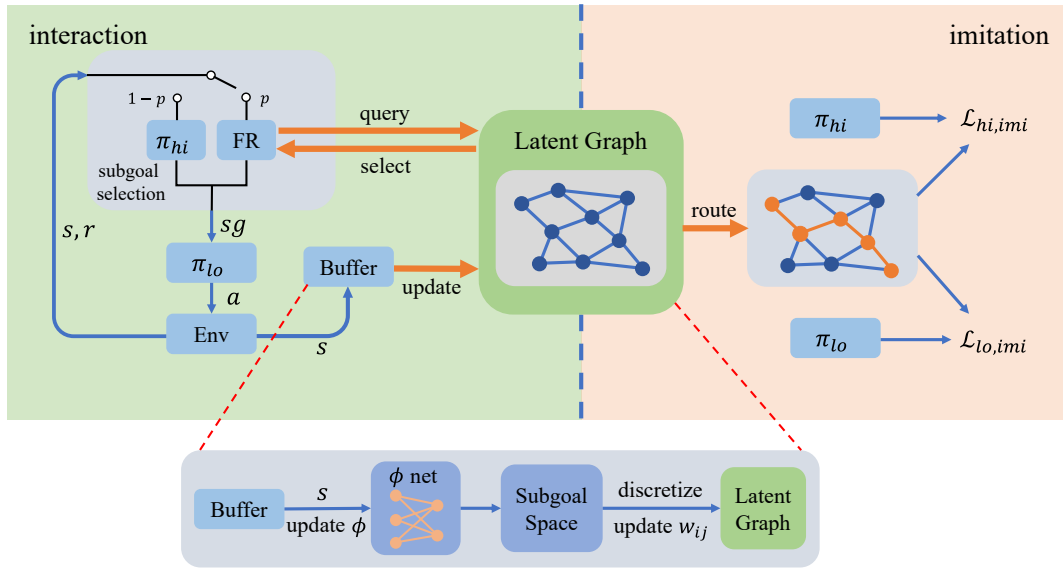 interaction
imitation
1 − p
p
π_hi
FR
subgoal
selection
query
select
Latent Graph
s, r
sg
π_lo
a
Env
s
Buffer
update
route
π_hi
ℒ_hi,imi
π_lo
ℒ_lo,imi
Buffer
s
update ϕ
ϕ net
Subgoal
Space
discretize
update w_ij
Latent
Graph